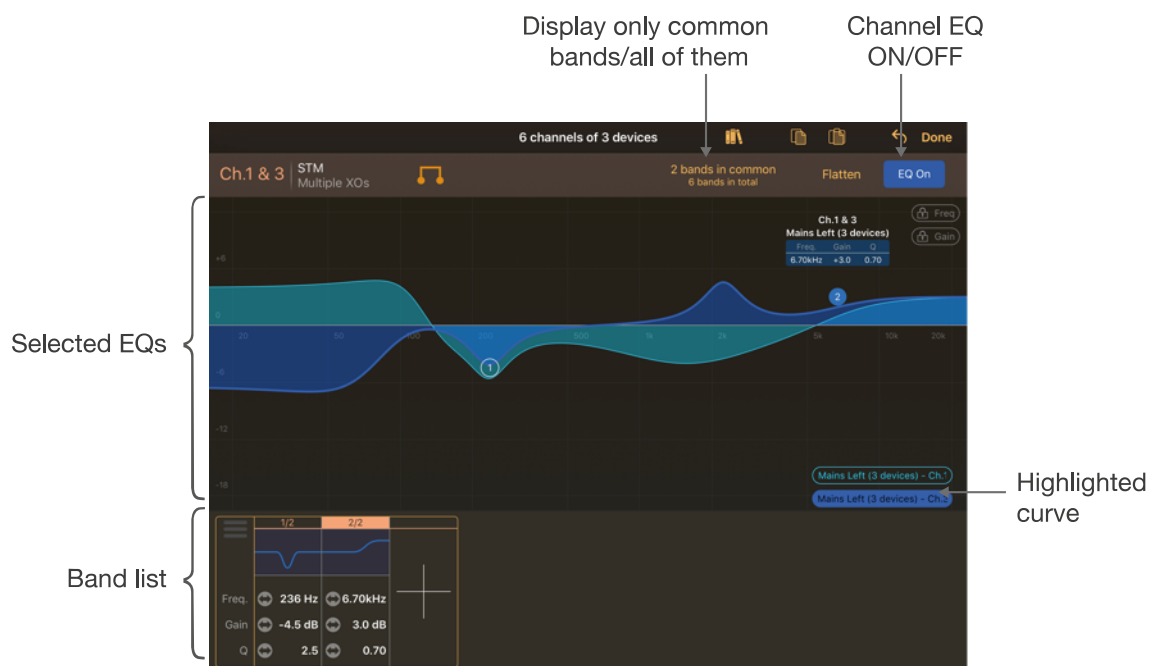 Display only common
bands/all of them
Channel EQ
ON/OFF
6 channels of 3 devices
Done
Ch.1 & 3
STM
Multiple XOs
2 bands in common
6 bands in total
Flatten
EQ On
Freq
Gain
Ch.1 & 3
Mains Left (3 devices)
Freq. Gain Q
6.70kHz +3.0 0.70
+6
2
0
20 50 100 200 500 1k 2k 5k 10k 20k
Selected EQs
1
-6
-12
Mains Left (3 devices) - Ch.1
-18
Mains Left (3 devices) - Ch.
Highlighted
curve
1/2 2/2
Band list
Freq. 236 Hz 6.70kHz
Gain -4.5 dB 3.0 dB
Q 2.5 0.70